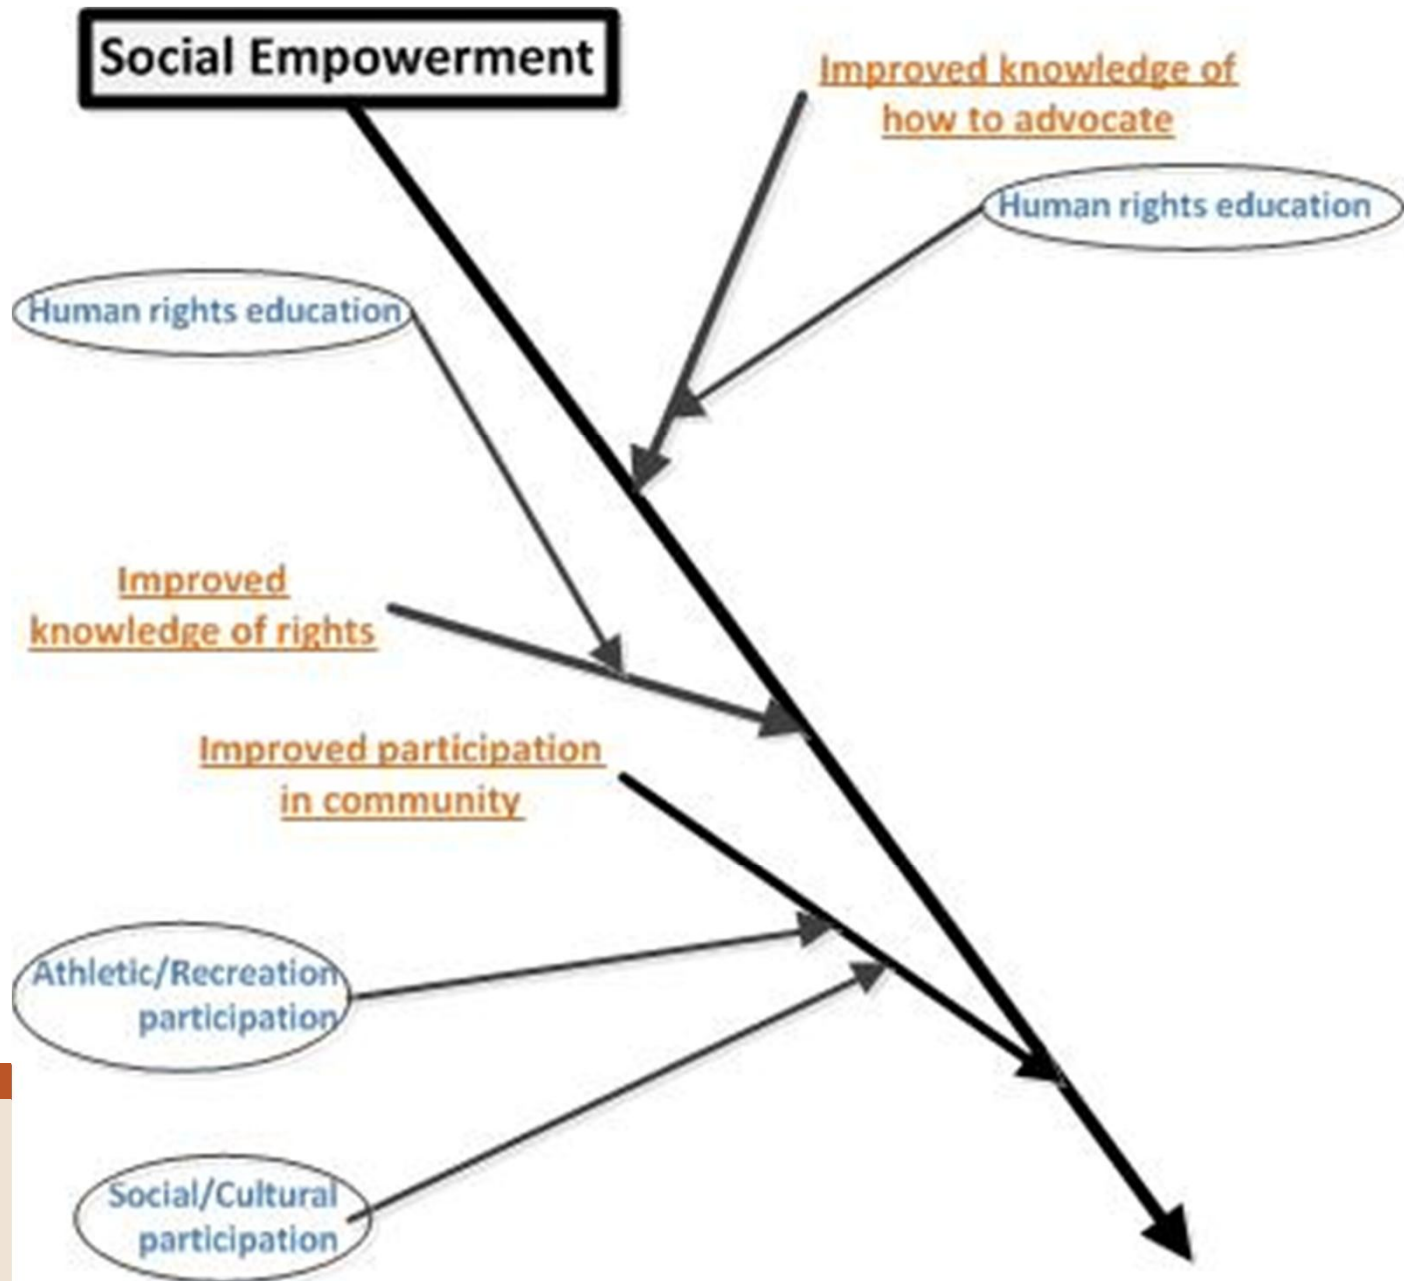 Social Empowerment
Improved knowledge of
how to advocate
Human rights education
Human rights education
Improved
knowledge of rights
Improved participation
in community
Athletic/Recreation
participation
Social/Cultural
participation